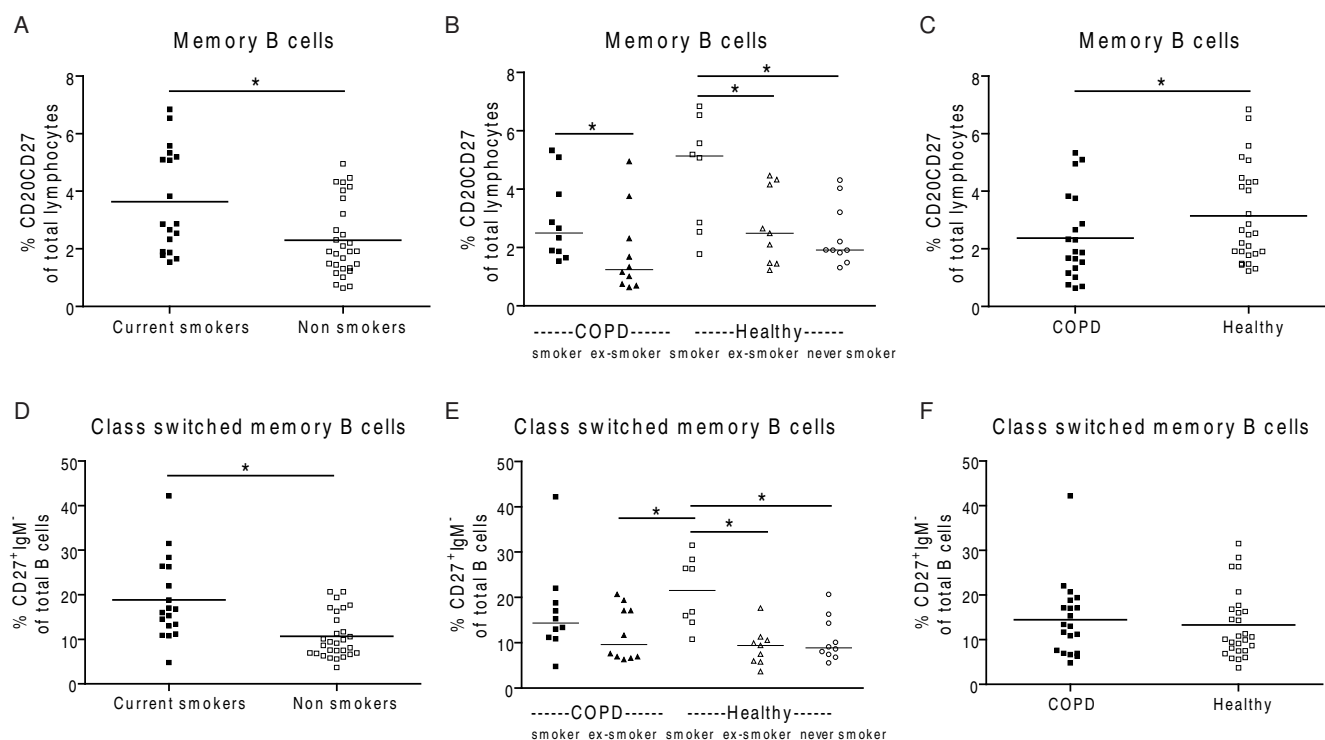 A
Memory B cells
*
% CD20CD27
of total lymphocytes
8
6
4
2
0
Current smokers
Non smokers
B
Memory B cells
*
*
*
% CD20CD27
of total lymphocytes
8
6
4
2
0
------COPD------
------Healthy------
smoker ex-smoker smoker ex-smoker never smoker
C
Memory B cells
*
% CD20CD27
of total lymphocytes
8
6
4
2
0
COPD
Healthy
D
Class switched memory B cells
*
% CD27⁺IgM⁻
of total B cells
50
40
30
20
10
0
Current smokers
Non smokers
E
Class switched memory B cells
*
*
*
% CD27⁺IgM⁻
of total B cells
50
40
30
20
10
0
------COPD------
------Healthy------
smoker ex-smoker smoker ex-smoker never smoker
F
Class switched memory B cells
% CD27⁺IgM⁻
of total B cells
50
40
30
20
10
0
COPD
Healthy